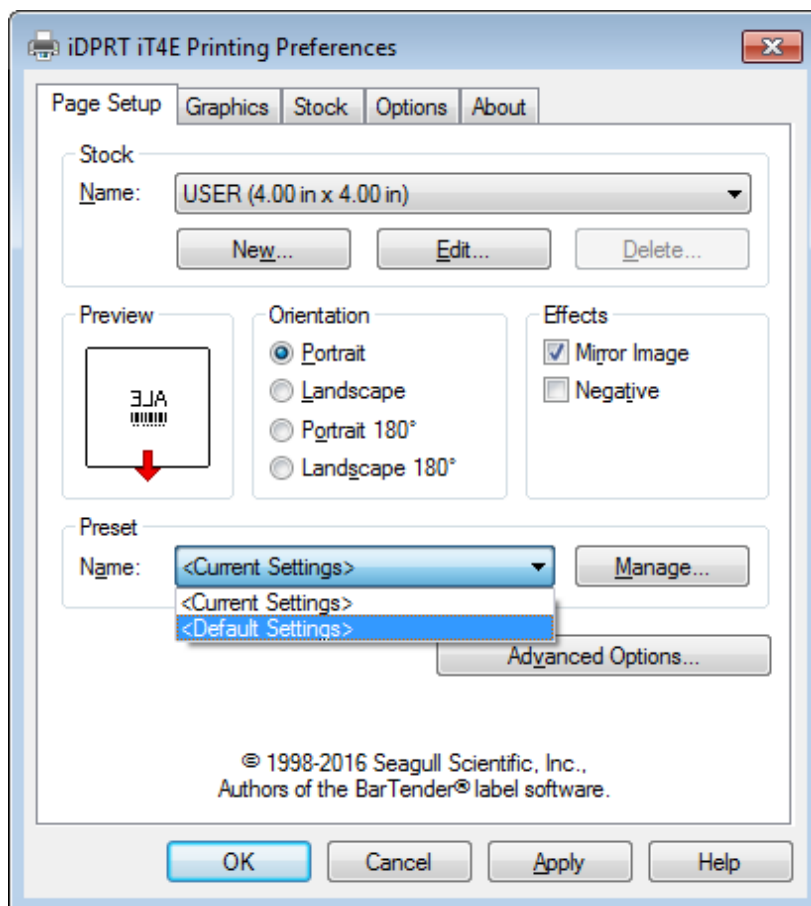 iDPRT iT4E Printing Preferences
Page Setup Graphics Stock Options About
Stock
Name: USER (4.00 in x 4.00 in)
New... Edit... Delete...
Preview
ALE
Orientation
Portrait
Landscape
Portrait 180°
Landscape 180°
Effects
Mirror Image
Negative
Preset
Name: <Current Settings> Manage...
<Current Settings>
<Default Settings>
Advanced Options...
© 1998-2016 Seagull Scientific, Inc.,
Authors of the BarTender® label software.
OK Cancel Apply Help